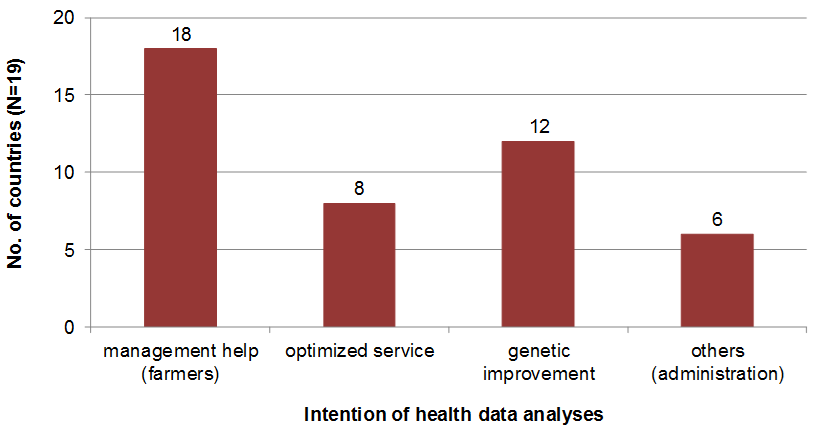 No. of countries (N=19)
20
15
10
5
0
18
8
12
6
management help
(farmers)
optimized service
genetic
improvement
others
(administration)
Intention of health data analyses